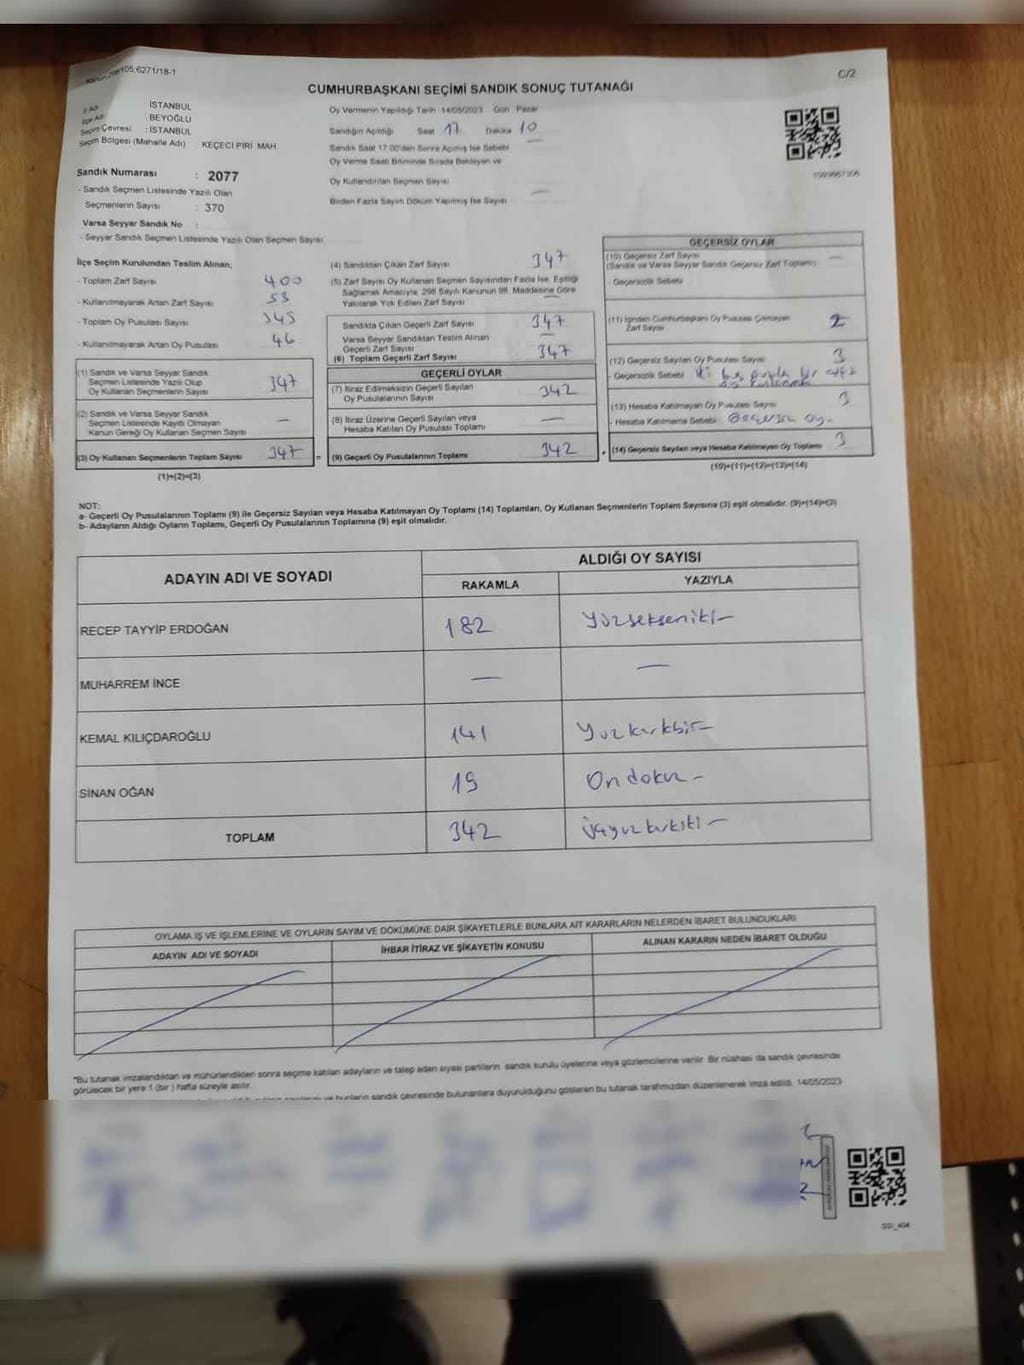 C/2
CUMHURBAŞKANI SEÇİMİ SANDIK SONUÇ TUTANAĞI
İl Adı : İSTANBUL
İlçe Adı : BEYOĞLU
Seçim Çevresi : İSTANBUL
Seçim Bölgesi (Mahalle Adı) KEÇECİ PİRİ MAH.
Sandık Numarası : 2077
- Sandık Seçmen Listesinde Yazılı Olan
Seçmenlerin Sayısı : 370
Varsa Seyyar Sandık No :
- Seyyar Sandık Seçmen Listesinde Yazılı Olan Seçmen Sayısı
Oy Vermenin Yapıldığı Tarih 14/05/2023 Gün Pazar
Sandığın Açıldığı Saat 17 Dakika 10
Sandık Saat 17:00'den Sonra Açılmış İse Sebebi
Oy Verme Saati Bitiminde Sırada Bekleyen ve
Oy Kullandırılan Seçmen Sayısı
Birden Fazla Sayım Döküm Yapılmış İse Sayısı
İlçe Seçim Kurulundan Teslim Alınan;
- Toplam Zarf Sayısı 400
- Kullanılmayarak Artan Zarf Sayısı 53
- Toplam Oy Pusulası Sayısı
- Kullanılmayarak Artan Oy Pusulası 46
(1) Sandık ve Varsa Seyyar Sandık
Seçmen Listesinde Yazılı Olup
Oy Kullanan Seçmenlerin Sayısı 347
(2) Sandık ve Varsa Seyyar Sandık
Seçmen Listesinde Kayıtlı Olmayan
Kanun Gereği Oy Kullanan Seçmen Sayısı —
(3) Oy Kullanan Seçmenlerin Toplam Sayısı 347 =
(1)+(2)=(3)
(4) Sandıktan Çıkan Zarf Sayısı 347
(5) Zarf Sayısı Oy Kullanan Seçmen Sayısından Fazla İse, Eşitliği
Sağlamak Amacıyla, 298 Sayılı Kanunun 98. Maddesine Göre
Yakılarak Yok Edilen Zarf Sayısı —
Sandıkta Çıkan Geçerli Zarf Sayısı 347
Varsa Seyyar Sandıktan Teslim Alınan
Geçerli Zarf Sayısı —
(6) Toplam Geçerli Zarf Sayısı 347
GEÇERLİ OYLAR
(7) İtiraz Edilmeksizin Geçerli Sayılan
Oy Pusulasının Sayısı 342
(8) İtiraz Üzerine Geçerli Sayılan veya
Hesaba Katılan Oy Pusulası Toplamı —
(9) Geçerli Oy Pusulalarının Toplamı 342 +
GEÇERSİZ OYLAR
(10) Geçersiz Zarf Sayısı
(Sandık ve Varsa Seyyar Sandık Geçersiz Zarf Toplamı) —
- Geçersizlik Sebebi
(11) İçinden Cumhurbaşkanı Oy Pusulası Çıkmayan
Zarf Sayısı 2
(12) Geçersiz Sayılan Oy Pusulası Sayısı 3
- Geçersizlik Sebebi
(13) Hesaba Katılmayan Oy Pusulası Sayısı 3
- Hesaba Katılmama Sebebi Geçersiz oy.
(14) Geçersiz Sayılan veya Hesaba Katılmayan Oy Toplamı 3
(10)+(11)+(12)+(13)=(14)
NOT:
a- Geçerli Oy Pusulalarının Toplamı (9) ile Geçersiz Sayılan veya Hesaba Katılmayan Oy Toplamı (14) Toplamları, Oy Kullanan Seçmenlerin Toplam Sayısına (3) eşit olmalıdır. (9)+(14)=(3)
b- Adayların Aldığı Oyların Toplamı, Geçerli Oy Pusulalarının Toplamına (9) eşit olmalıdır.
ADAYIN ADI VE SOYADI ALDIĞI OY SAYISI
RAKAMLA YAZIYLA
RECEP TAYYİP ERDOĞAN 182 Yüzsekseniki—
MUHARREM İNCE — —
KEMAL KILIÇDAROĞLU 141 Yüzkırkbir—
SİNAN OĞAN 19 Ondokuz—
TOPLAM 342 Üçyüzkırkiki—
OYLAMA İŞ VE İŞLEMLERİNE VE OYLARIN SAYIM VE DÖKÜMÜNE DAİR ŞİKAYETLERLE BUNLARA AİT KARARLARIN NELERDEN İBARET BULUNDUKLARI
ADAYIN ADI VE SOYADI İHBAR İTİRAZ VE ŞİKAYETİN KONUSU ALINAN KARARIN NEDEN İBARET OLDUĞU
*Bu tutanak imzalandıktan ve mühürlendikten sonra seçime katılan adayların ve talep eden siyasi partilerin sandık kurulu üyelerine veya gözlemcilerine verilir. Bir nüshası da sandık çevresinde
görülecek bir yere 1 (bir) hafta süreyle asılır.
ve bunların sandık çevresinde bulunanlara duyurulduğunu gösteren bu tutanak tarafımızdan düzenlenerek imza edildi. 14/05/2023